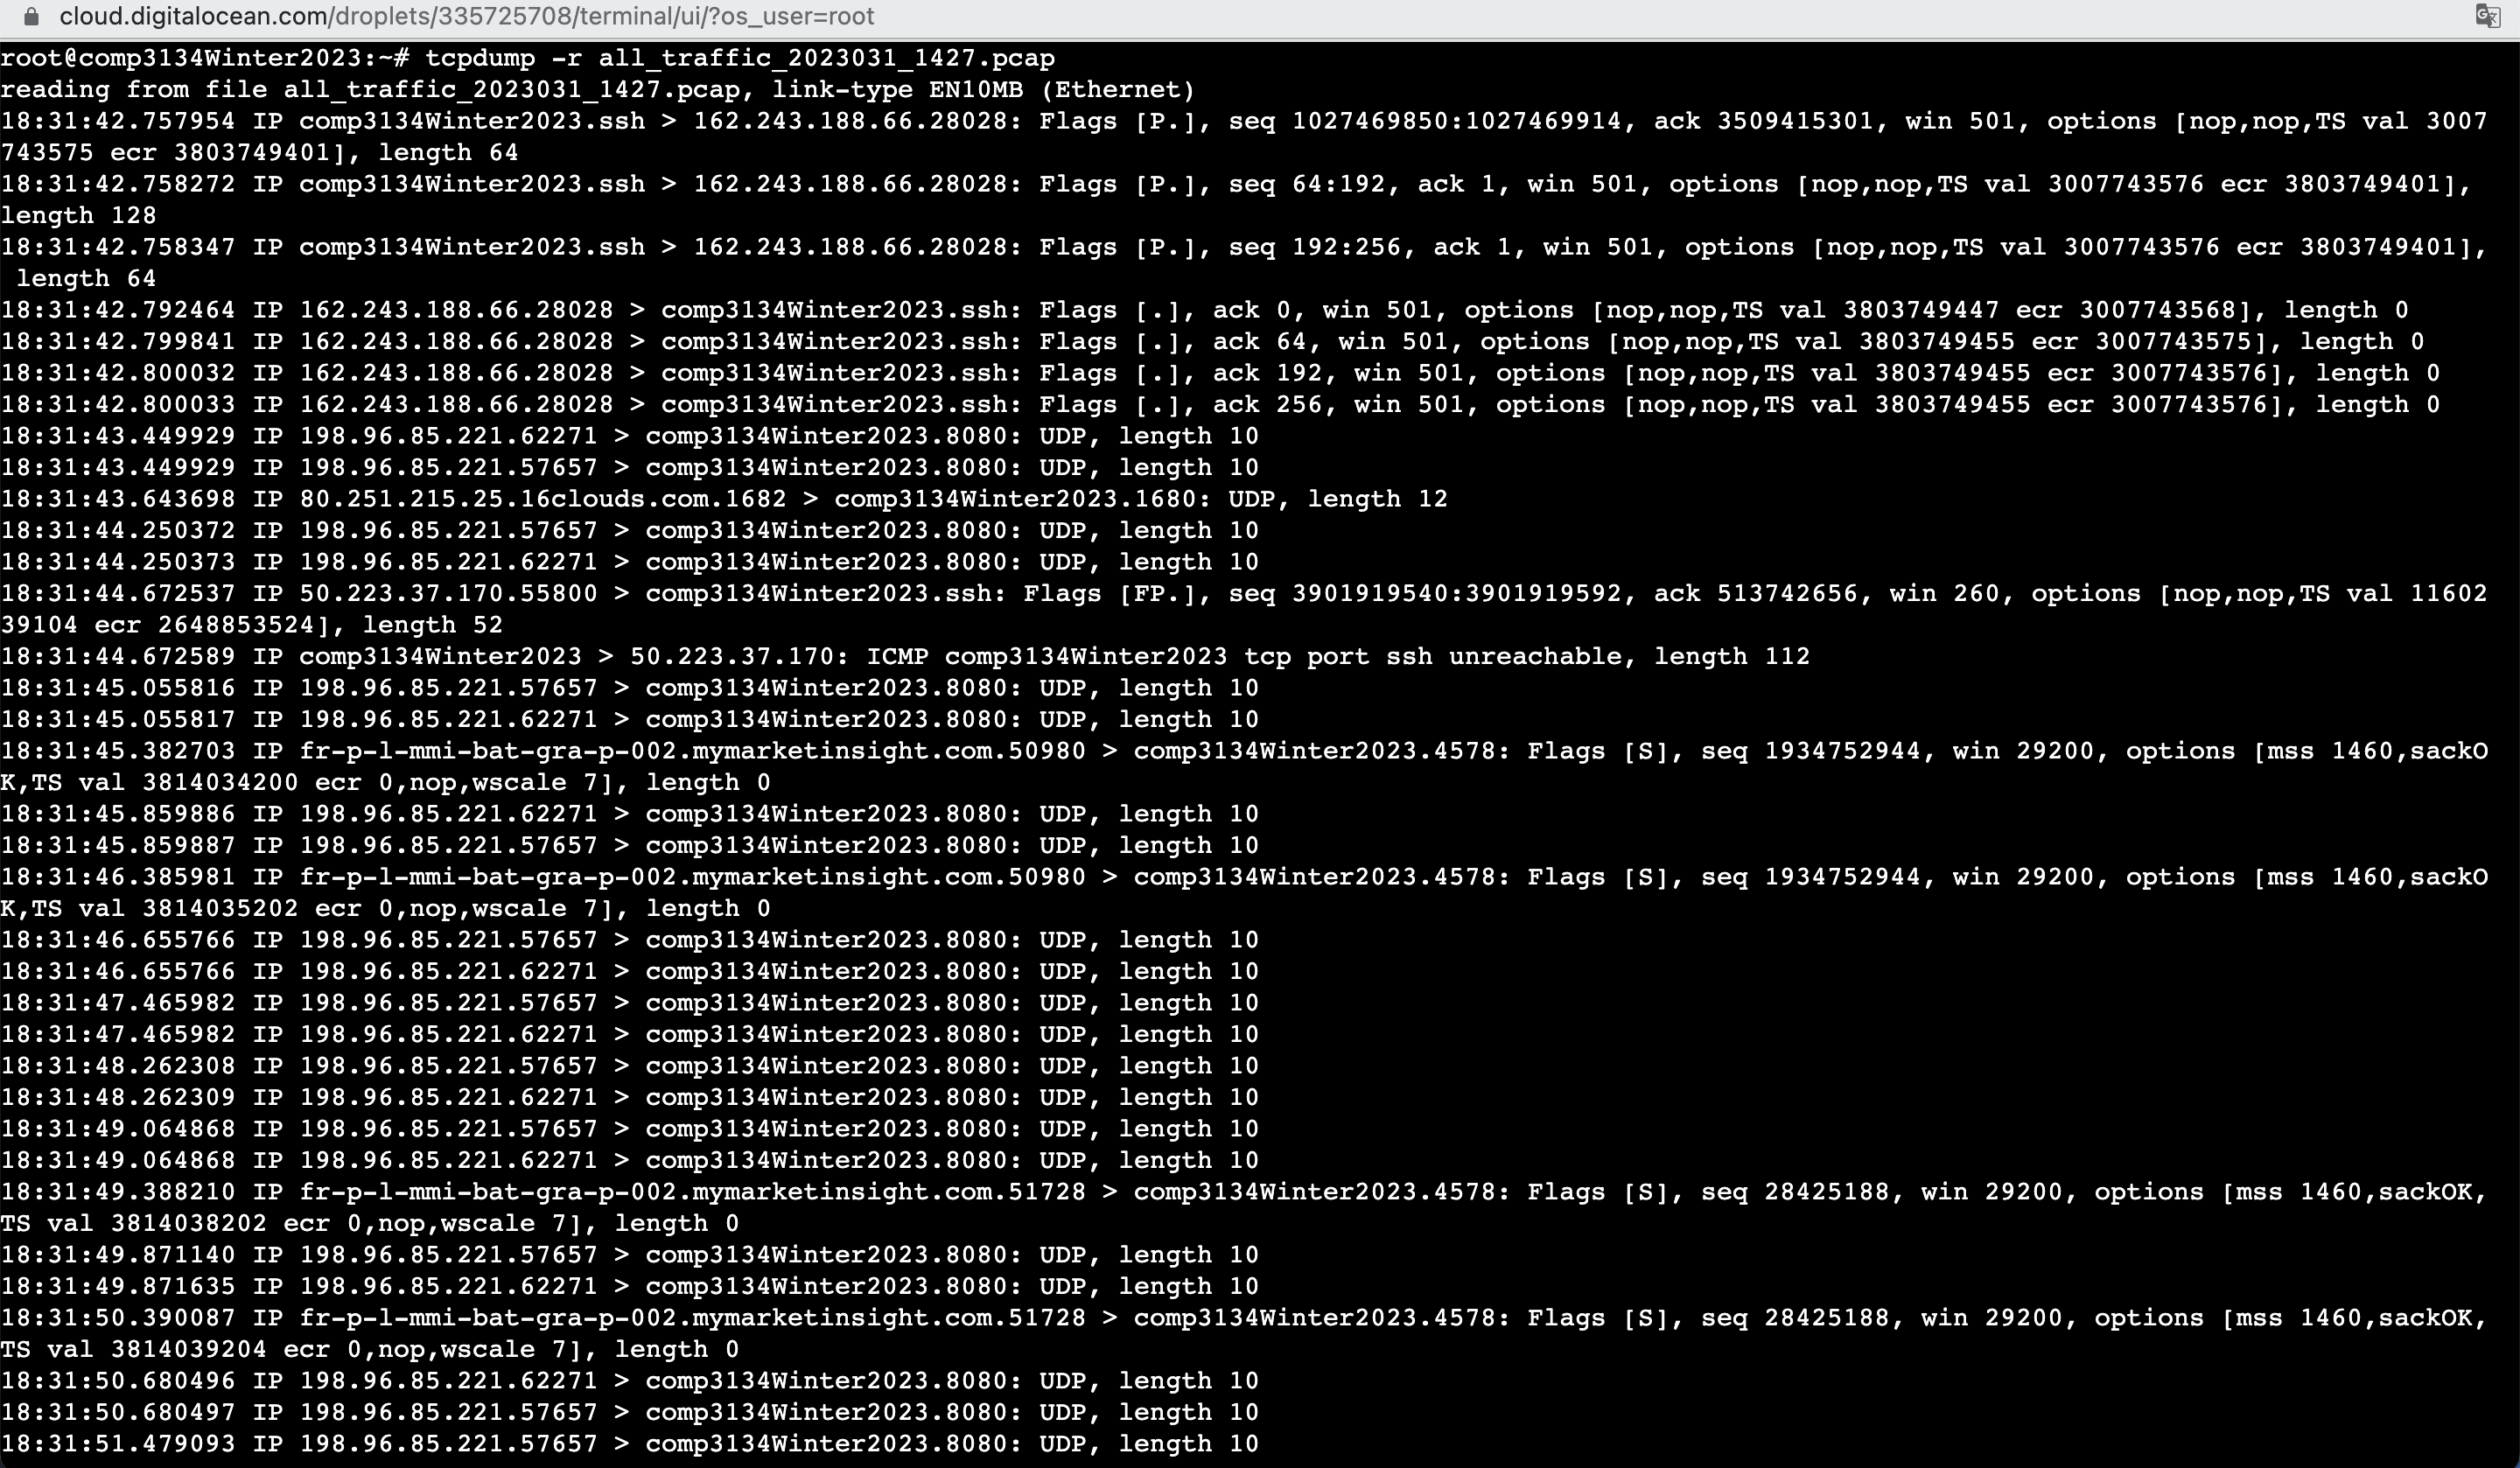 cloud.digitalocean.com/droplets/335725708/terminal/ui/?os_user=root
root@comp3134Winter2023:~# tcpdump -r all_traffic_2023031_1427.pcap
reading from file all_traffic_2023031_1427.pcap, link-type EN10MB (Ethernet)
18:31:42.757954 IP comp3134Winter2023.ssh > 162.243.188.66.28028: Flags [P.], seq 1027469850:1027469914, ack 3509415301, win 501, options [nop,nop,TS val 3007
743575 ecr 3803749401], length 64
18:31:42.758272 IP comp3134Winter2023.ssh > 162.243.188.66.28028: Flags [P.], seq 64:192, ack 1, win 501, options [nop,nop,TS val 3007743576 ecr 3803749401],
length 128
18:31:42.758347 IP comp3134Winter2023.ssh > 162.243.188.66.28028: Flags [P.], seq 192:256, ack 1, win 501, options [nop,nop,TS val 3007743576 ecr 3803749401],
 length 64
18:31:42.792464 IP 162.243.188.66.28028 > comp3134Winter2023.ssh: Flags [.], ack 0, win 501, options [nop,nop,TS val 3803749447 ecr 3007743568], length 0
18:31:42.799841 IP 162.243.188.66.28028 > comp3134Winter2023.ssh: Flags [.], ack 64, win 501, options [nop,nop,TS val 3803749455 ecr 3007743575], length 0
18:31:42.800032 IP 162.243.188.66.28028 > comp3134Winter2023.ssh: Flags [.], ack 192, win 501, options [nop,nop,TS val 3803749455 ecr 3007743576], length 0
18:31:42.800033 IP 162.243.188.66.28028 > comp3134Winter2023.ssh: Flags [.], ack 256, win 501, options [nop,nop,TS val 3803749455 ecr 3007743576], length 0
18:31:43.449929 IP 198.96.85.221.62271 > comp3134Winter2023.8080: UDP, length 10
18:31:43.449929 IP 198.96.85.221.57657 > comp3134Winter2023.8080: UDP, length 10
18:31:43.643698 IP 80.251.215.25.16clouds.com.1682 > comp3134Winter2023.1680: UDP, length 12
18:31:44.250372 IP 198.96.85.221.57657 > comp3134Winter2023.8080: UDP, length 10
18:31:44.250373 IP 198.96.85.221.62271 > comp3134Winter2023.8080: UDP, length 10
18:31:44.672537 IP 50.223.37.170.55800 > comp3134Winter2023.ssh: Flags [FP.], seq 3901919540:3901919592, ack 513742656, win 260, options [nop,nop,TS val 11602
39104 ecr 2648853524], length 52
18:31:44.672589 IP comp3134Winter2023 > 50.223.37.170: ICMP comp3134Winter2023 tcp port ssh unreachable, length 112
18:31:45.055816 IP 198.96.85.221.57657 > comp3134Winter2023.8080: UDP, length 10
18:31:45.055817 IP 198.96.85.221.62271 > comp3134Winter2023.8080: UDP, length 10
18:31:45.382703 IP fr-p-l-mmi-bat-gra-p-002.mymarketinsight.com.50980 > comp3134Winter2023.4578: Flags [S], seq 1934752944, win 29200, options [mss 1460,sackO
K,TS val 3814034200 ecr 0,nop,wscale 7], length 0
18:31:45.859886 IP 198.96.85.221.62271 > comp3134Winter2023.8080: UDP, length 10
18:31:45.859887 IP 198.96.85.221.57657 > comp3134Winter2023.8080: UDP, length 10
18:31:46.385981 IP fr-p-l-mmi-bat-gra-p-002.mymarketinsight.com.50980 > comp3134Winter2023.4578: Flags [S], seq 1934752944, win 29200, options [mss 1460,sackO
K,TS val 3814035202 ecr 0,nop,wscale 7], length 0
18:31:46.655766 IP 198.96.85.221.57657 > comp3134Winter2023.8080: UDP, length 10
18:31:46.655766 IP 198.96.85.221.62271 > comp3134Winter2023.8080: UDP, length 10
18:31:47.465982 IP 198.96.85.221.57657 > comp3134Winter2023.8080: UDP, length 10
18:31:47.465982 IP 198.96.85.221.62271 > comp3134Winter2023.8080: UDP, length 10
18:31:48.262308 IP 198.96.85.221.57657 > comp3134Winter2023.8080: UDP, length 10
18:31:48.262309 IP 198.96.85.221.62271 > comp3134Winter2023.8080: UDP, length 10
18:31:49.064868 IP 198.96.85.221.57657 > comp3134Winter2023.8080: UDP, length 10
18:31:49.064868 IP 198.96.85.221.62271 > comp3134Winter2023.8080: UDP, length 10
18:31:49.388210 IP fr-p-l-mmi-bat-gra-p-002.mymarketinsight.com.51728 > comp3134Winter2023.4578: Flags [S], seq 28425188, win 29200, options [mss 1460,sackOK,
TS val 3814038202 ecr 0,nop,wscale 7], length 0
18:31:49.871140 IP 198.96.85.221.57657 > comp3134Winter2023.8080: UDP, length 10
18:31:49.871635 IP 198.96.85.221.62271 > comp3134Winter2023.8080: UDP, length 10
18:31:50.390087 IP fr-p-l-mmi-bat-gra-p-002.mymarketinsight.com.51728 > comp3134Winter2023.4578: Flags [S], seq 28425188, win 29200, options [mss 1460,sackOK,
TS val 3814039204 ecr 0,nop,wscale 7], length 0
18:31:50.680496 IP 198.96.85.221.62271 > comp3134Winter2023.8080: UDP, length 10
18:31:50.680497 IP 198.96.85.221.57657 > comp3134Winter2023.8080: UDP, length 10
18:31:51.479093 IP 198.96.85.221.57657 > comp3134Winter2023.8080: UDP, length 10